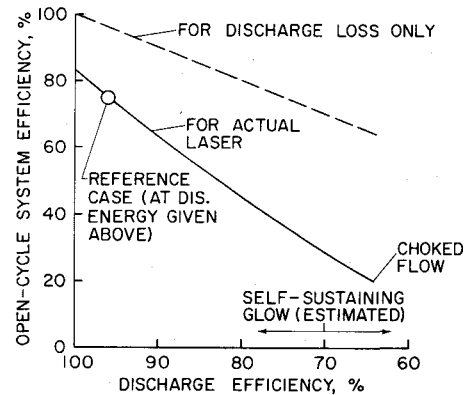 OPEN-CYCLE SYSTEM EFFICIENCY, %
100
80
60
40
20
0
FOR DISCHARGE LOSS ONLY
FOR ACTUAL
LASER
REFERENCE
CASE (AT DIS.
ENERGY GIVEN
ABOVE)
CHOKED
FLOW
SELF-SUSTAINING
GLOW (ESTIMATED)
100 90 80 70 60
DISCHARGE EFFICIENCY, %